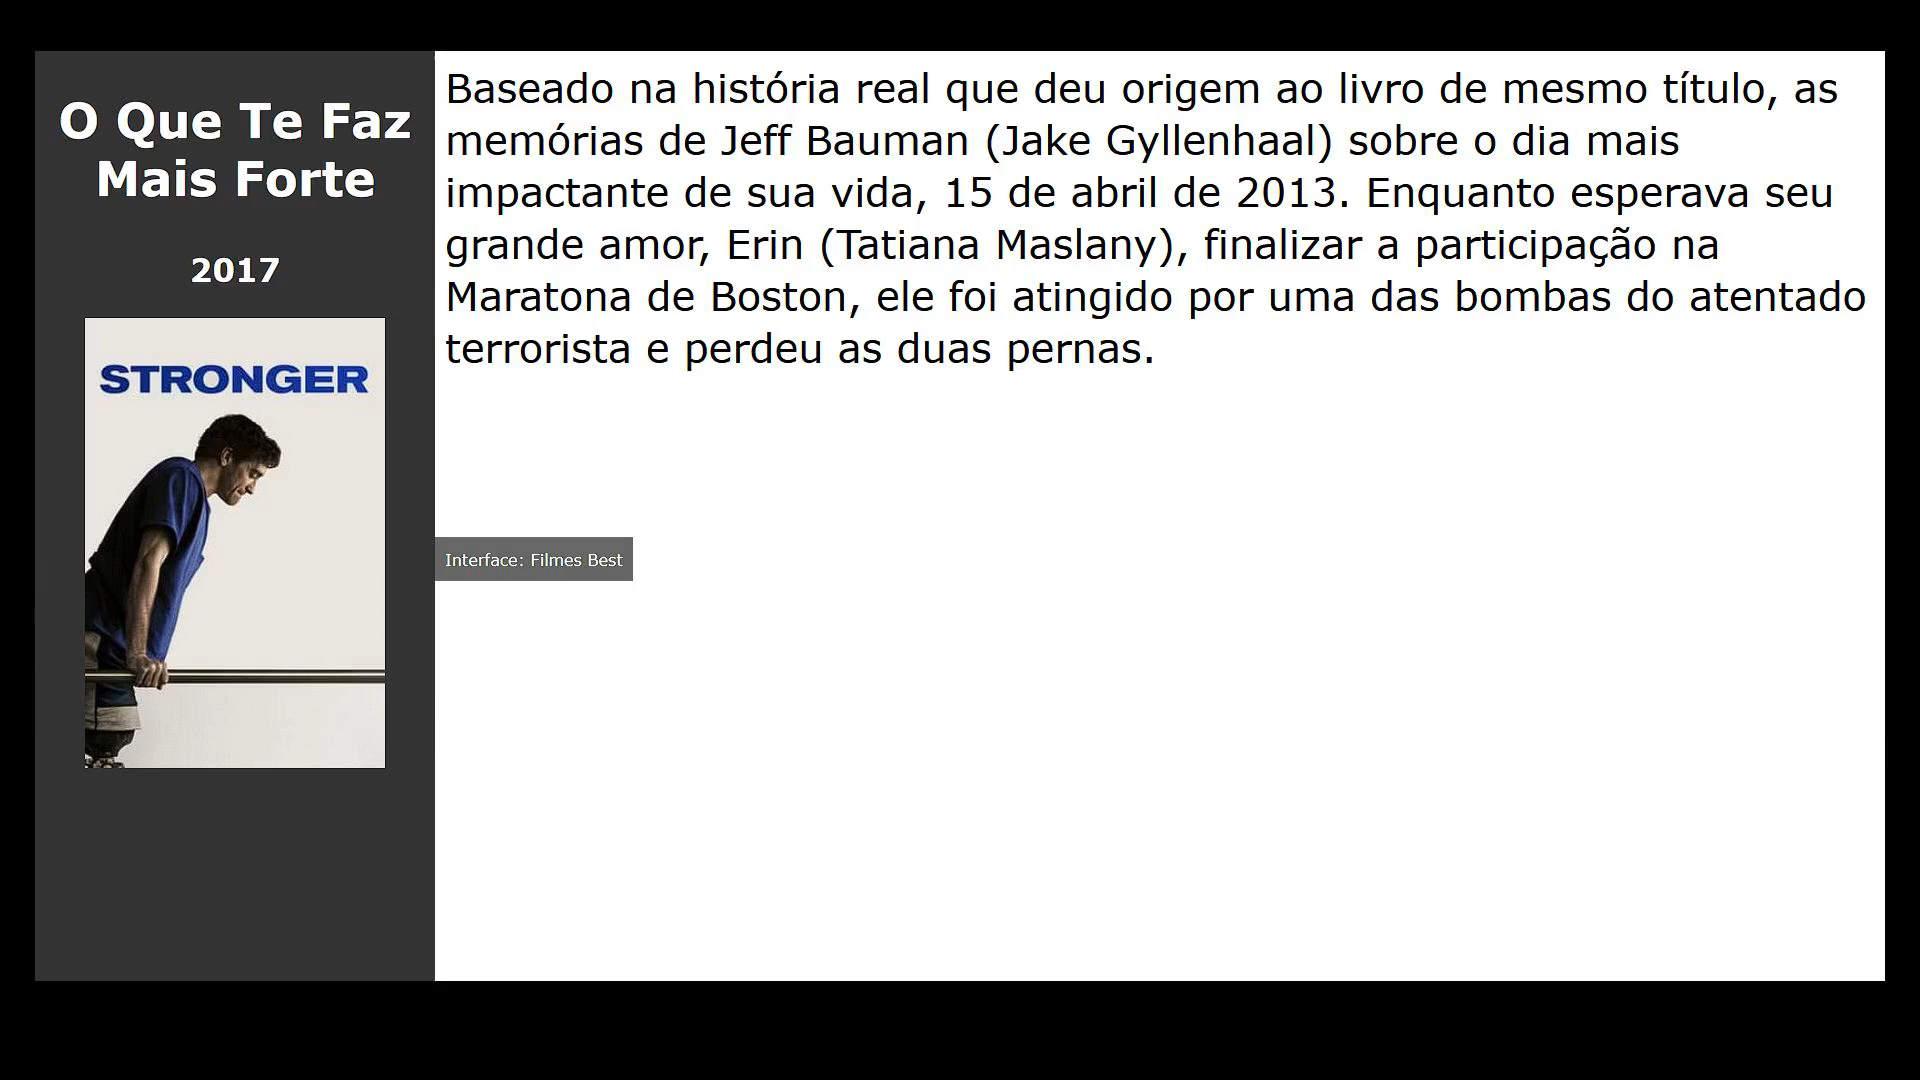 O Que Te Faz
Mais Forte
2017
STRONGER
Baseado na história real que deu origem ao livro de mesmo título, as
memórias de Jeff Bauman (Jake Gyllenhaal) sobre o dia mais
impactante de sua vida, 15 de abril de 2013. Enquanto esperava seu
grande amor, Erin (Tatiana Maslany), finalizar a participação na
Maratona de Boston, ele foi atingido por uma das bombas do atentado
terrorista e perdeu as duas pernas.
Interface: Filmes Best